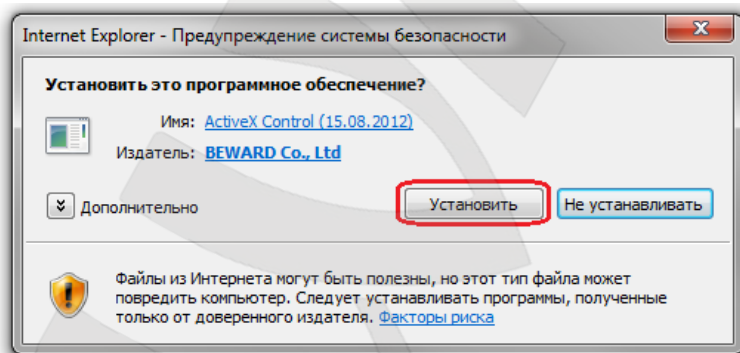 Internet Explorer - Предупреждение системы безопасности
Установить это программное обеспечение?
Имя: ActiveX Control (15.08.2012)
Издатель: BEWARD Co., Ltd
Дополнительно Установить Не устанавливать
Файлы из Интернета могут быть полезны, но этот тип файла может
повредить компьютер. Следует устанавливать программы, полученные
только от доверенного издателя. Факторы риска